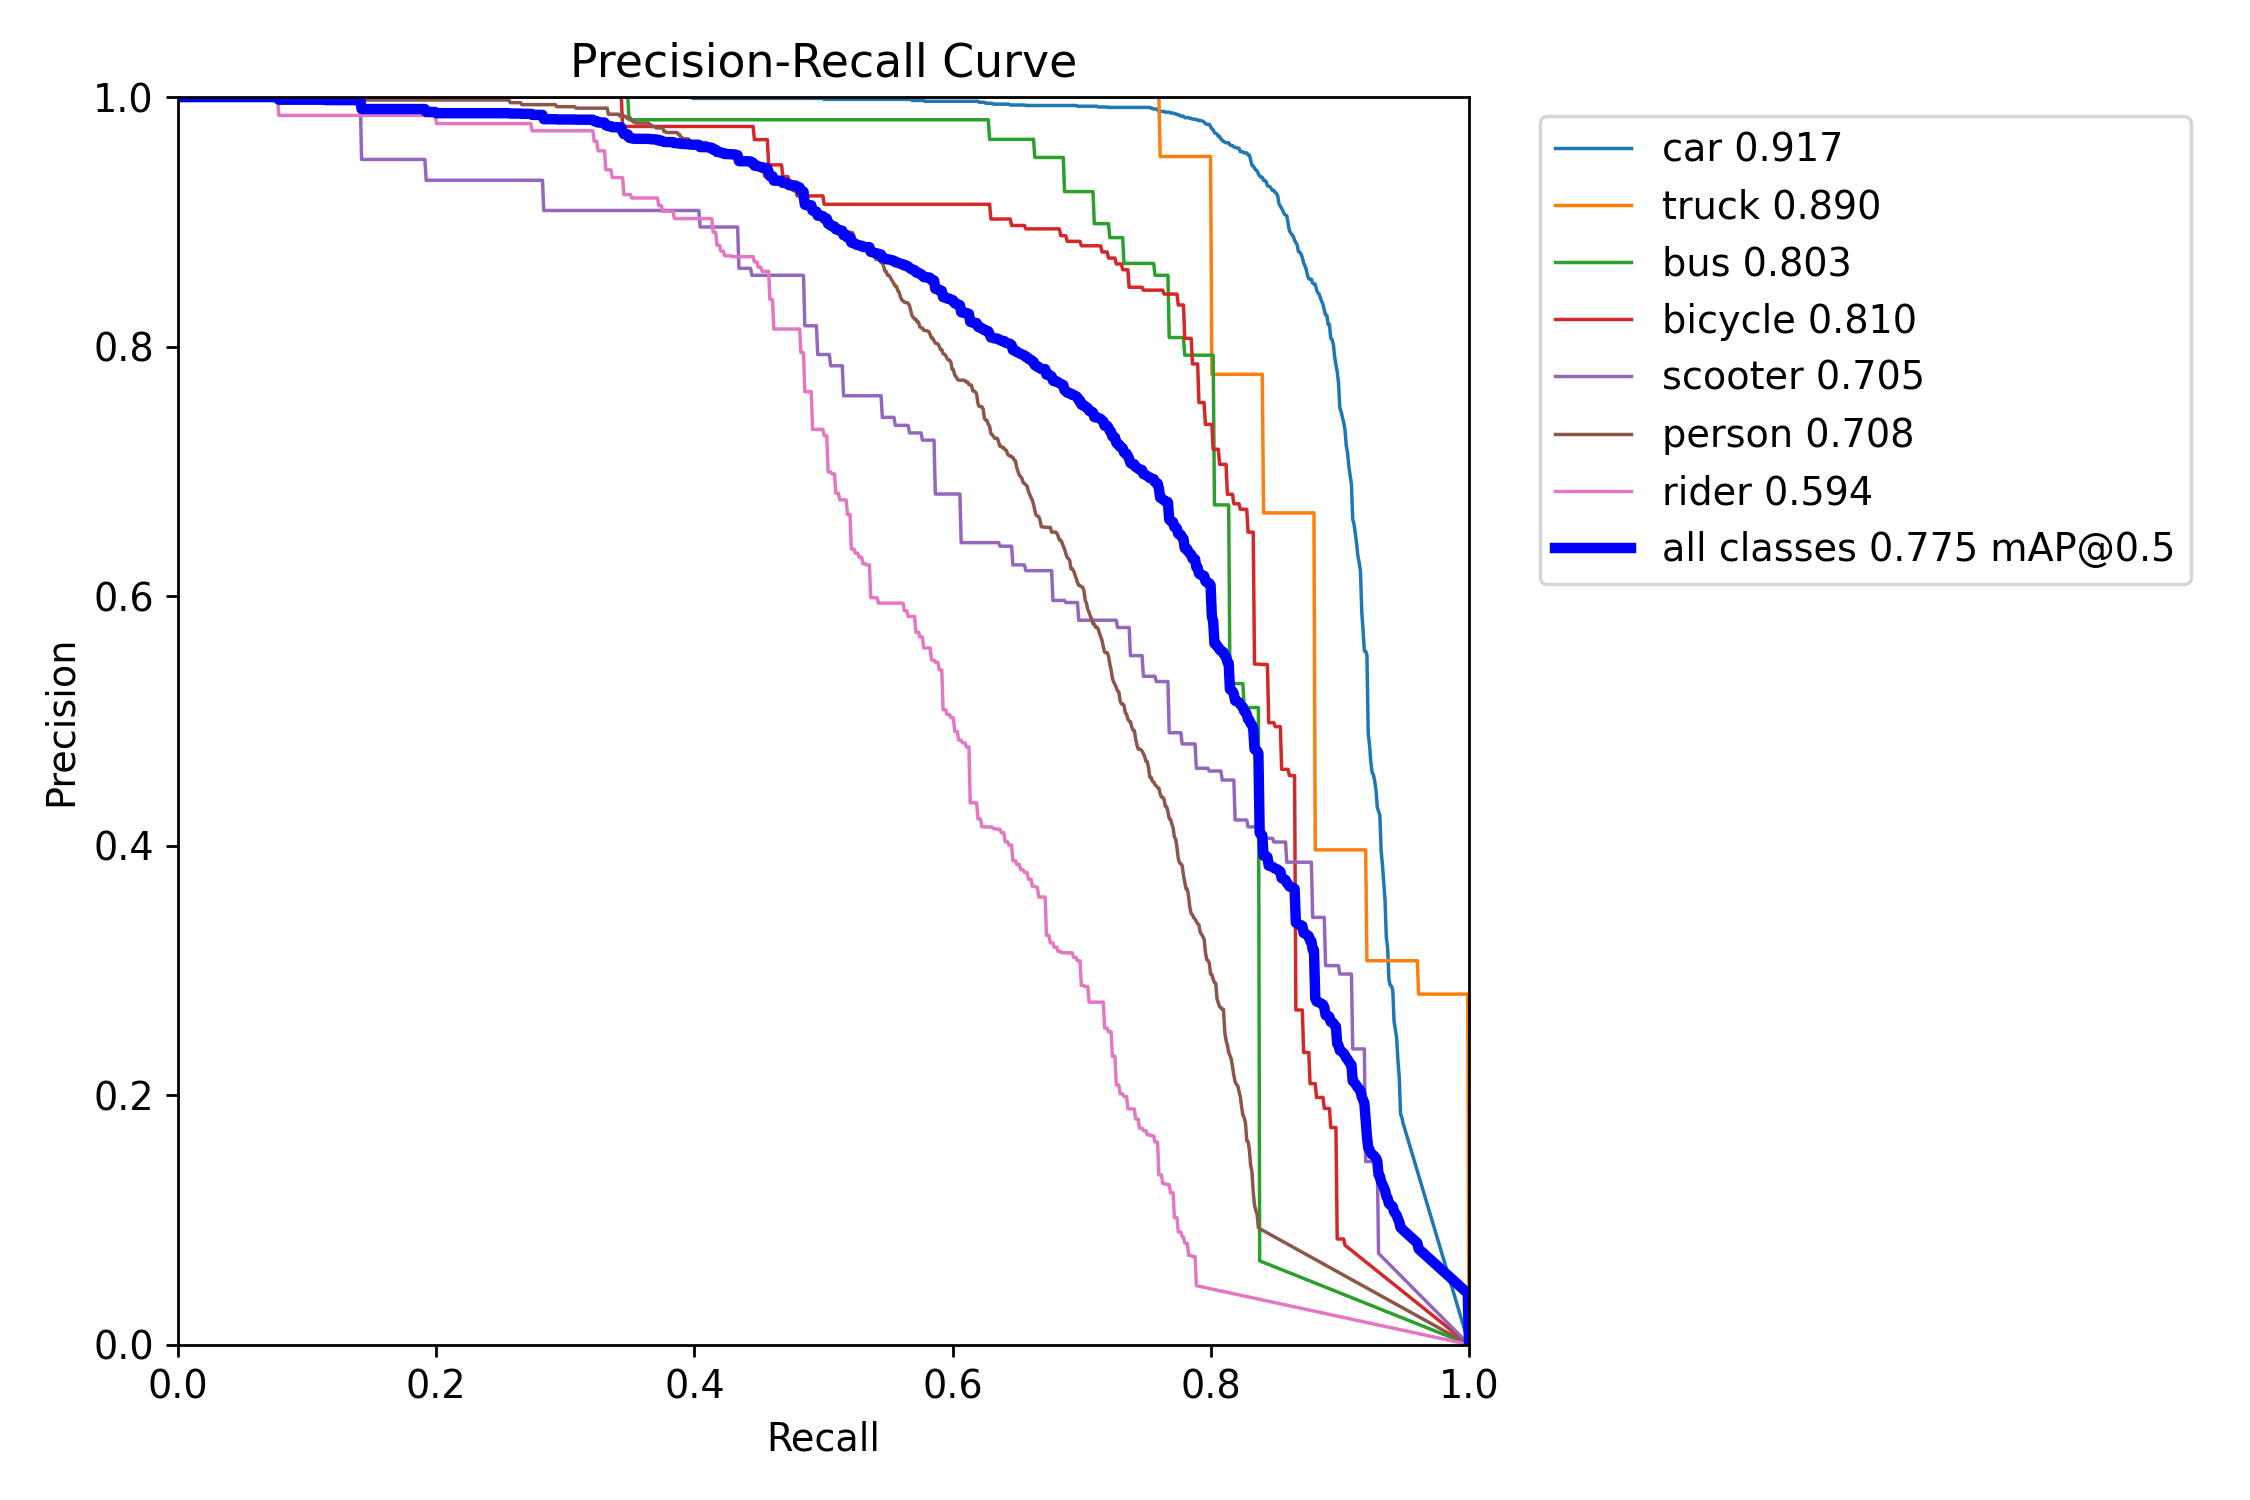 Precision-Recall Curve
1.0
0.8
0.6
0.4
0.2
0.0
Precision
0.0 0.2 0.4 0.6 0.8 1.0
Recall
car 0.917
truck 0.890
bus 0.803
bicycle 0.810
scooter 0.705
person 0.708
rider 0.594
all classes 0.775 mAP@0.5